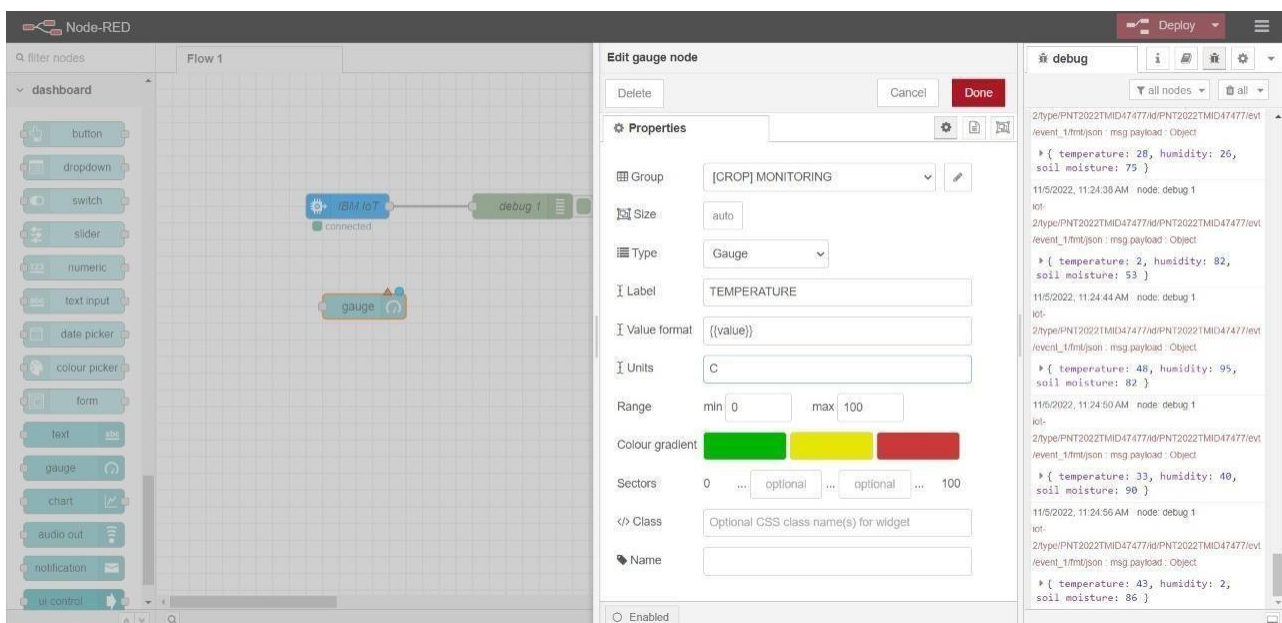 Node-RED
Deploy
filter nodes
Flow 1
dashboard
button
dropdown
switch
slider
numeric
text input
date picker
colour picker
form
text
abc
gauge
chart
audio out
notification
ui control
IBM IoT
connected
debug 1
gauge
Edit gauge node
Delete
Cancel
Done
Properties
Group
[CROP] MONITORING
Size
auto
Type
Gauge
Label
TEMPERATURE
Value format
{{value}}
Units
C
Range
min 0
max 100
Colour gradient
Sectors
0 ... optional ... optional ... 100
</> Class
Optional CSS class name(s) for widget
Name
Enabled
debug
i
all nodes
all
2/type/PNT2022TMID47477/id/PNT2022TMID47477/evt
/event_1/fmt/json : msg.payload : Object
{ temperature: 28, humidity: 26,
soil moisture: 75 }
11/5/2022, 11:24:38 AM node: debug 1
iot-
2/type/PNT2022TMID47477/id/PNT2022TMID47477/evt
/event_1/fmt/json : msg.payload : Object
{ temperature: 2, humidity: 82,
soil moisture: 53 }
11/5/2022, 11:24:44 AM node: debug 1
iot-
2/type/PNT2022TMID47477/id/PNT2022TMID47477/evt
/event_1/fmt/json : msg.payload : Object
{ temperature: 48, humidity: 95,
soil moisture: 82 }
11/5/2022, 11:24:50 AM node: debug 1
iot-
2/type/PNT2022TMID47477/id/PNT2022TMID47477/evt
/event_1/fmt/json : msg.payload : Object
{ temperature: 33, humidity: 40,
soil moisture: 90 }
11/5/2022, 11:24:56 AM node: debug 1
iot-
2/type/PNT2022TMID47477/id/PNT2022TMID47477/evt
/event_1/fmt/json : msg.payload : Object
{ temperature: 43, humidity: 2,
soil moisture: 86 }